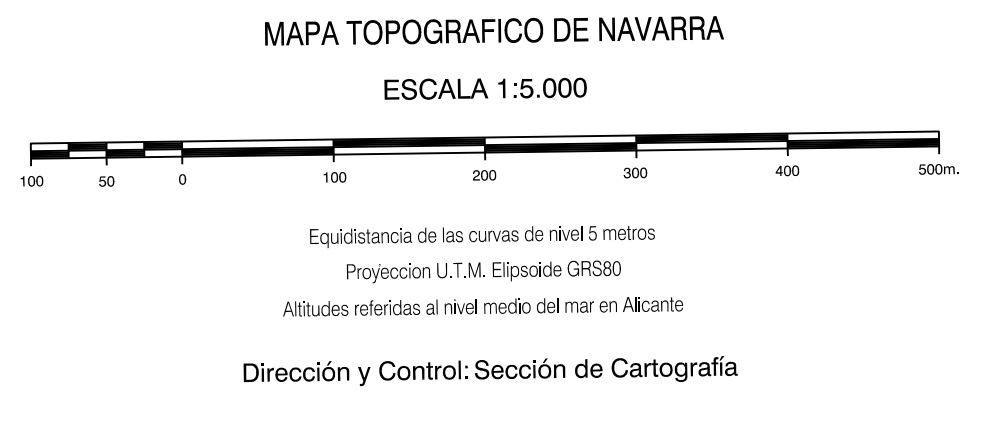 MAPA TOPOGRAFICO DE NAVARRA
ESCALA 1:5.000
100 50 0 100 200 300 400 500m.
Equidistancia de las curvas de nivel 5 metros
Proyeccion U.T.M. Elipsoide GRS80
Altitudes referidas al nivel medio del mar en Alicante
Dirección y Control: Sección de Cartografía